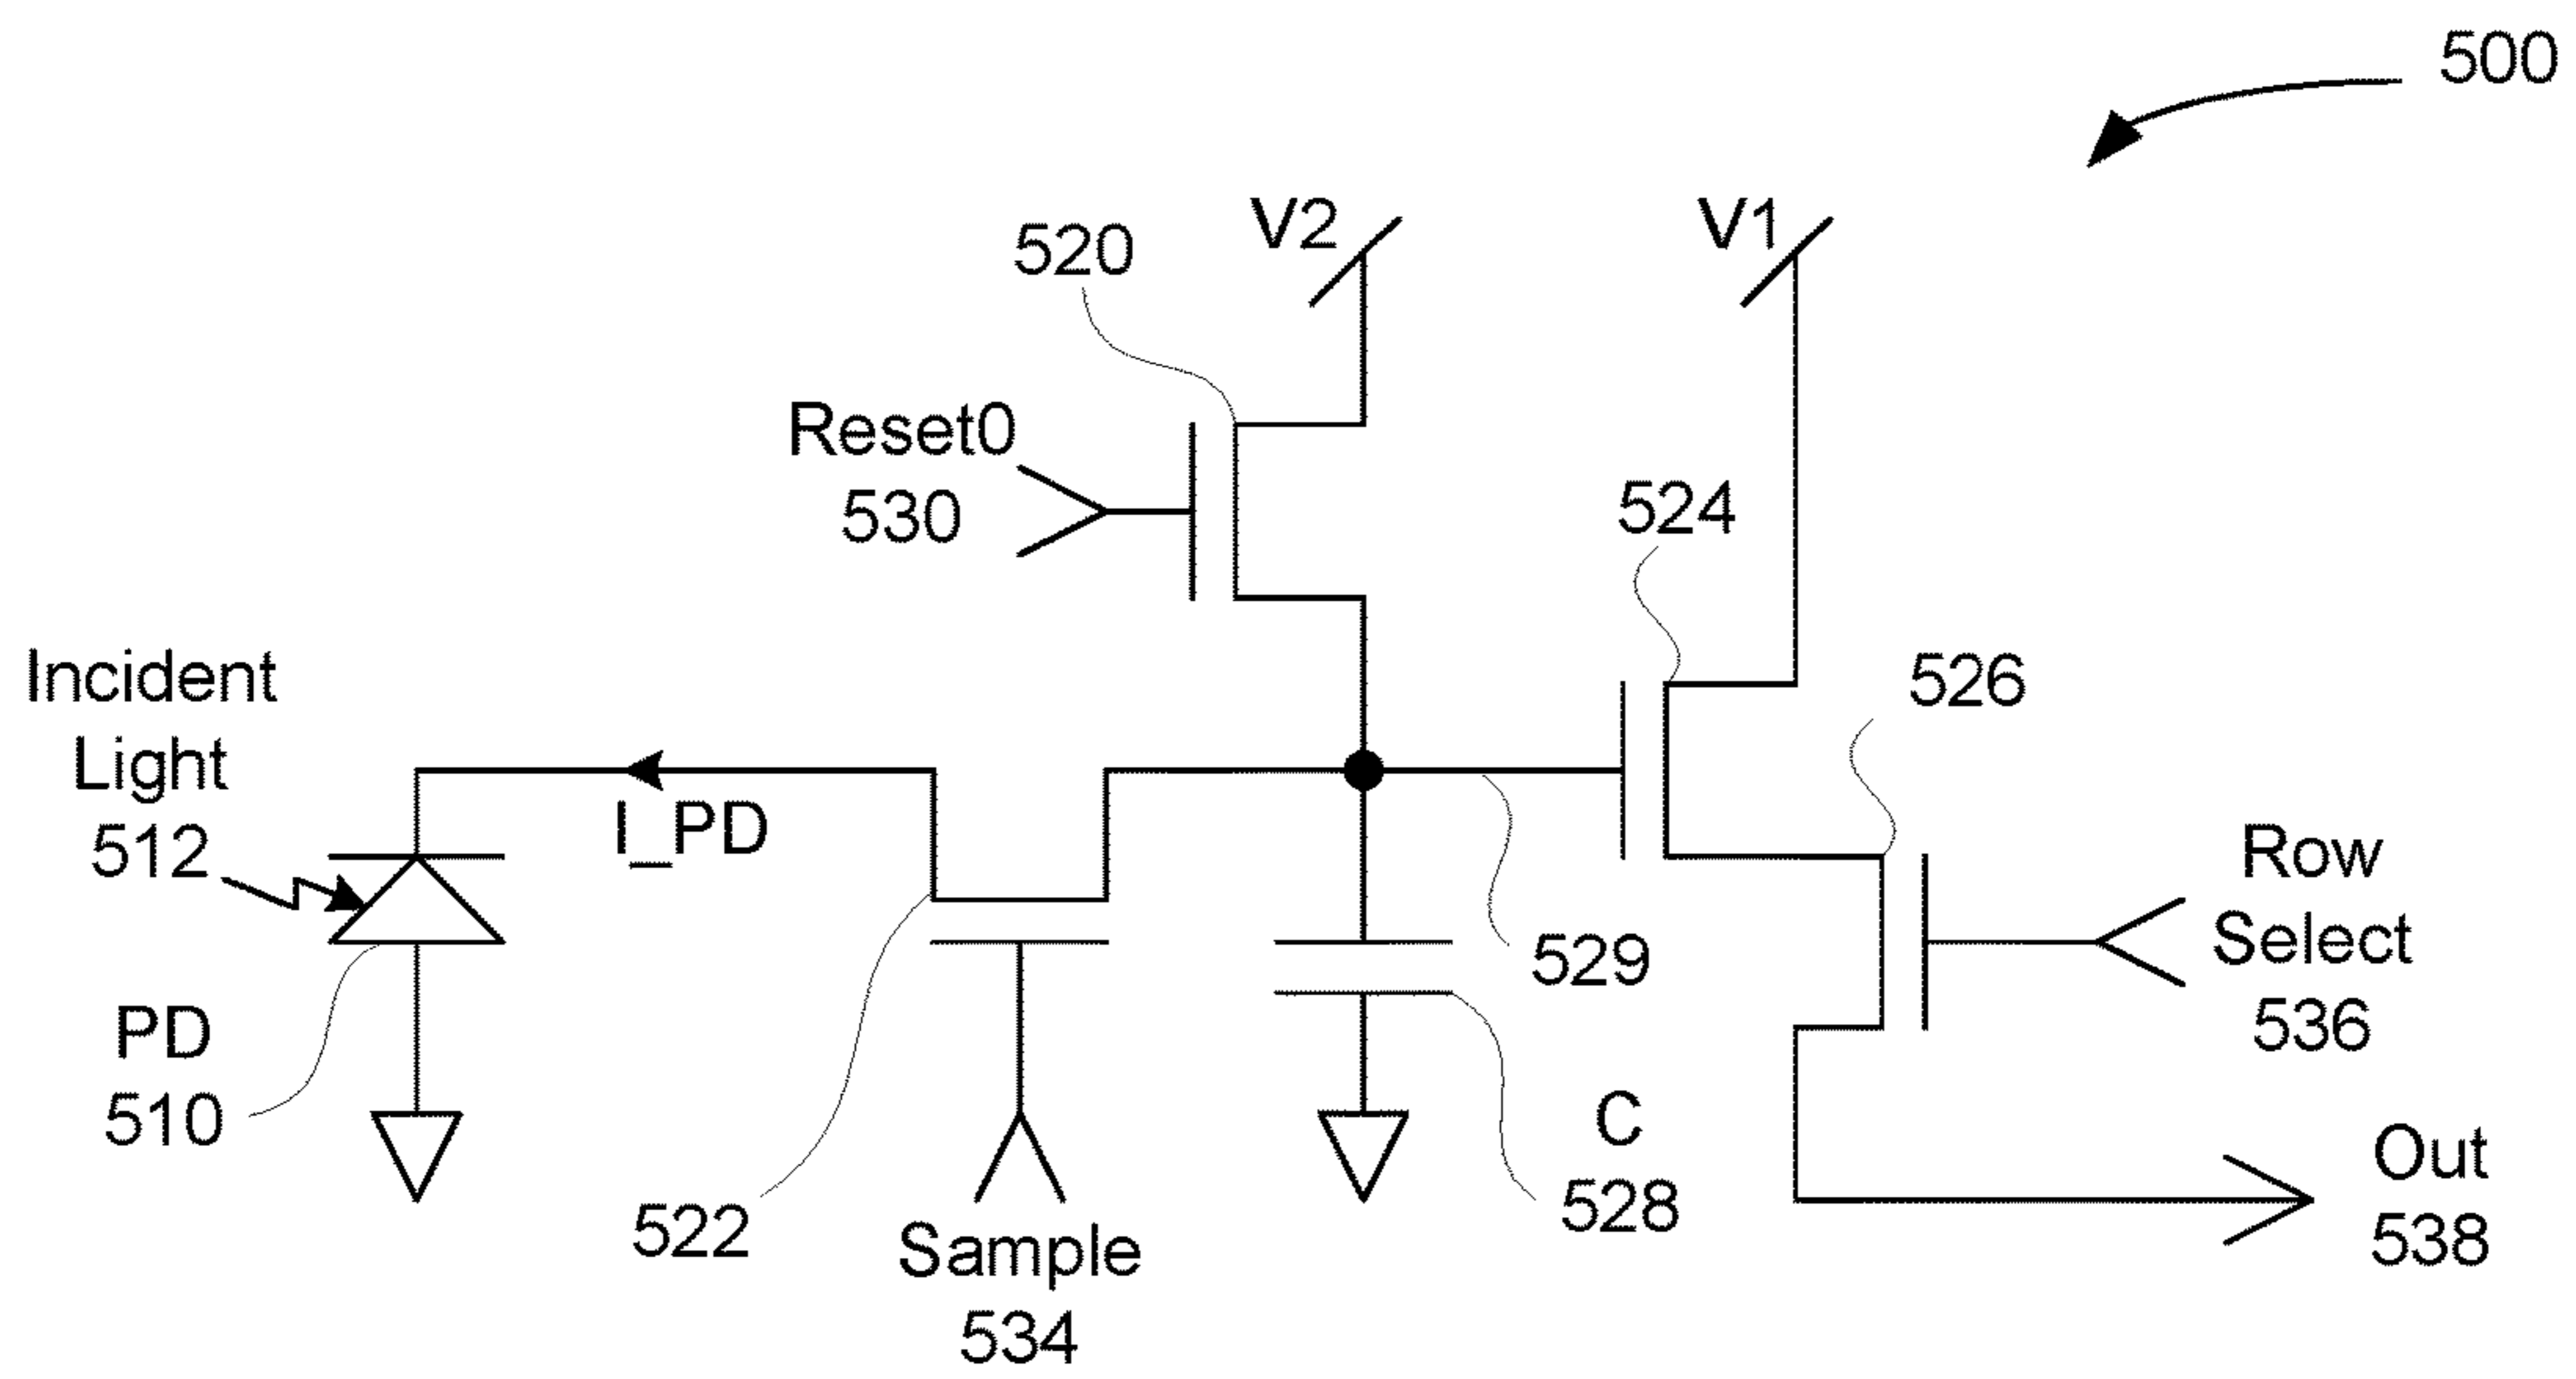 500
V2
V1
520
Reset0
530
524
526
Incident
Light
512
I_PD
Row
Select
536
529
PD
510
C
528
Out
538
522
Sample
534